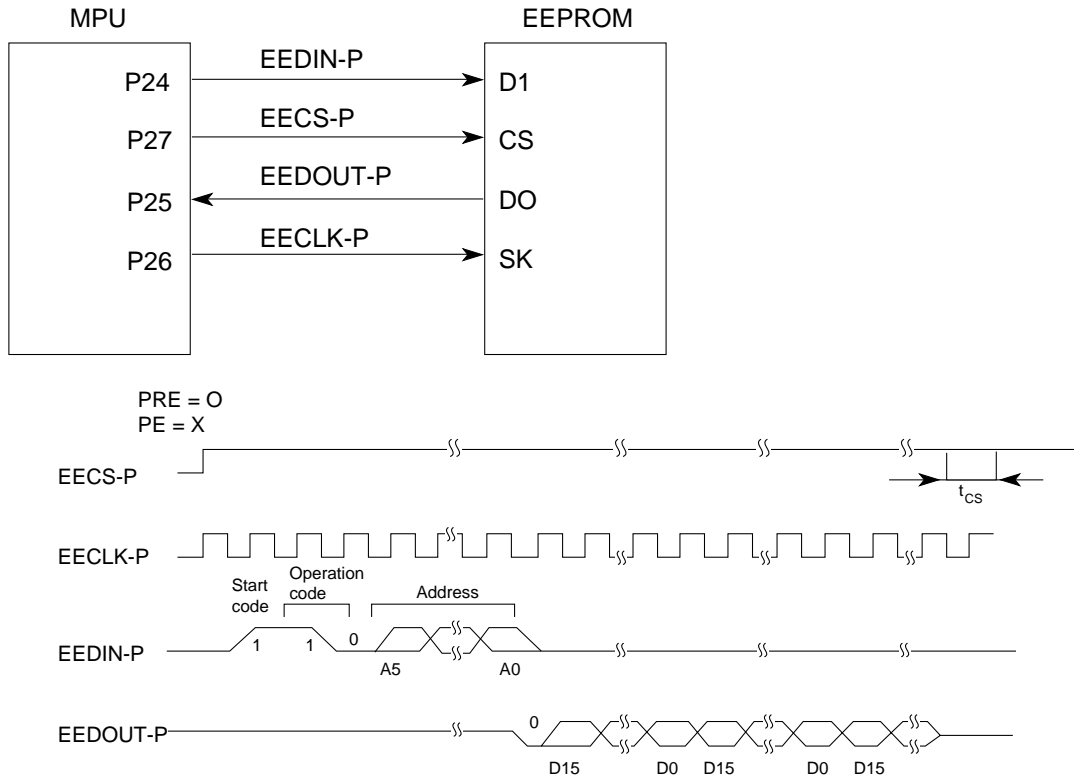 MPU EEPROM
P24 EEDIN-P D1
P27 EECS-P CS
P25 EEDOUT-P DO
P26 EECLK-P SK
PRE = O
PE = X
EECS-P
tCS
EECLK-P
Start code
Operation code
Address
EEDIN-P
1 1 0
A5 A0
EEDOUT-P
0
D15 D0 D15 D0 D15